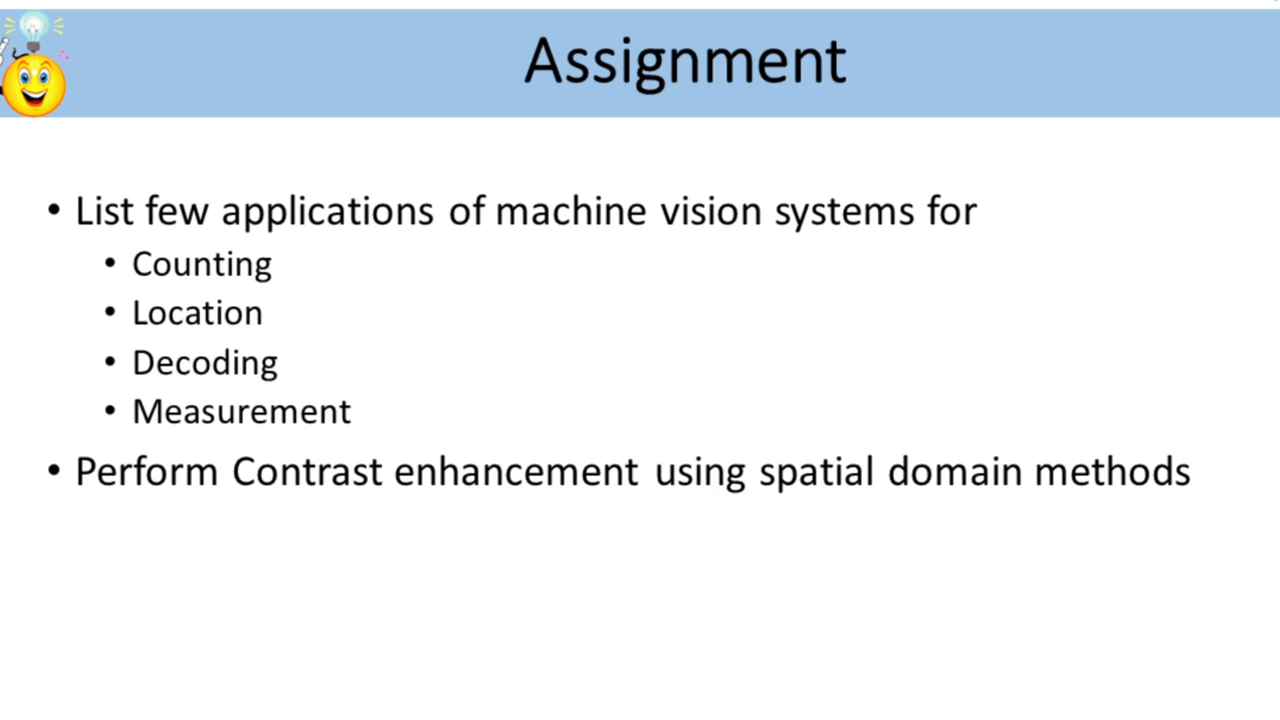 Assignment
• List few applications of machine vision systems for
• Counting
• Location
• Decoding
• Measurement
• Perform Contrast enhancement using spatial domain methods